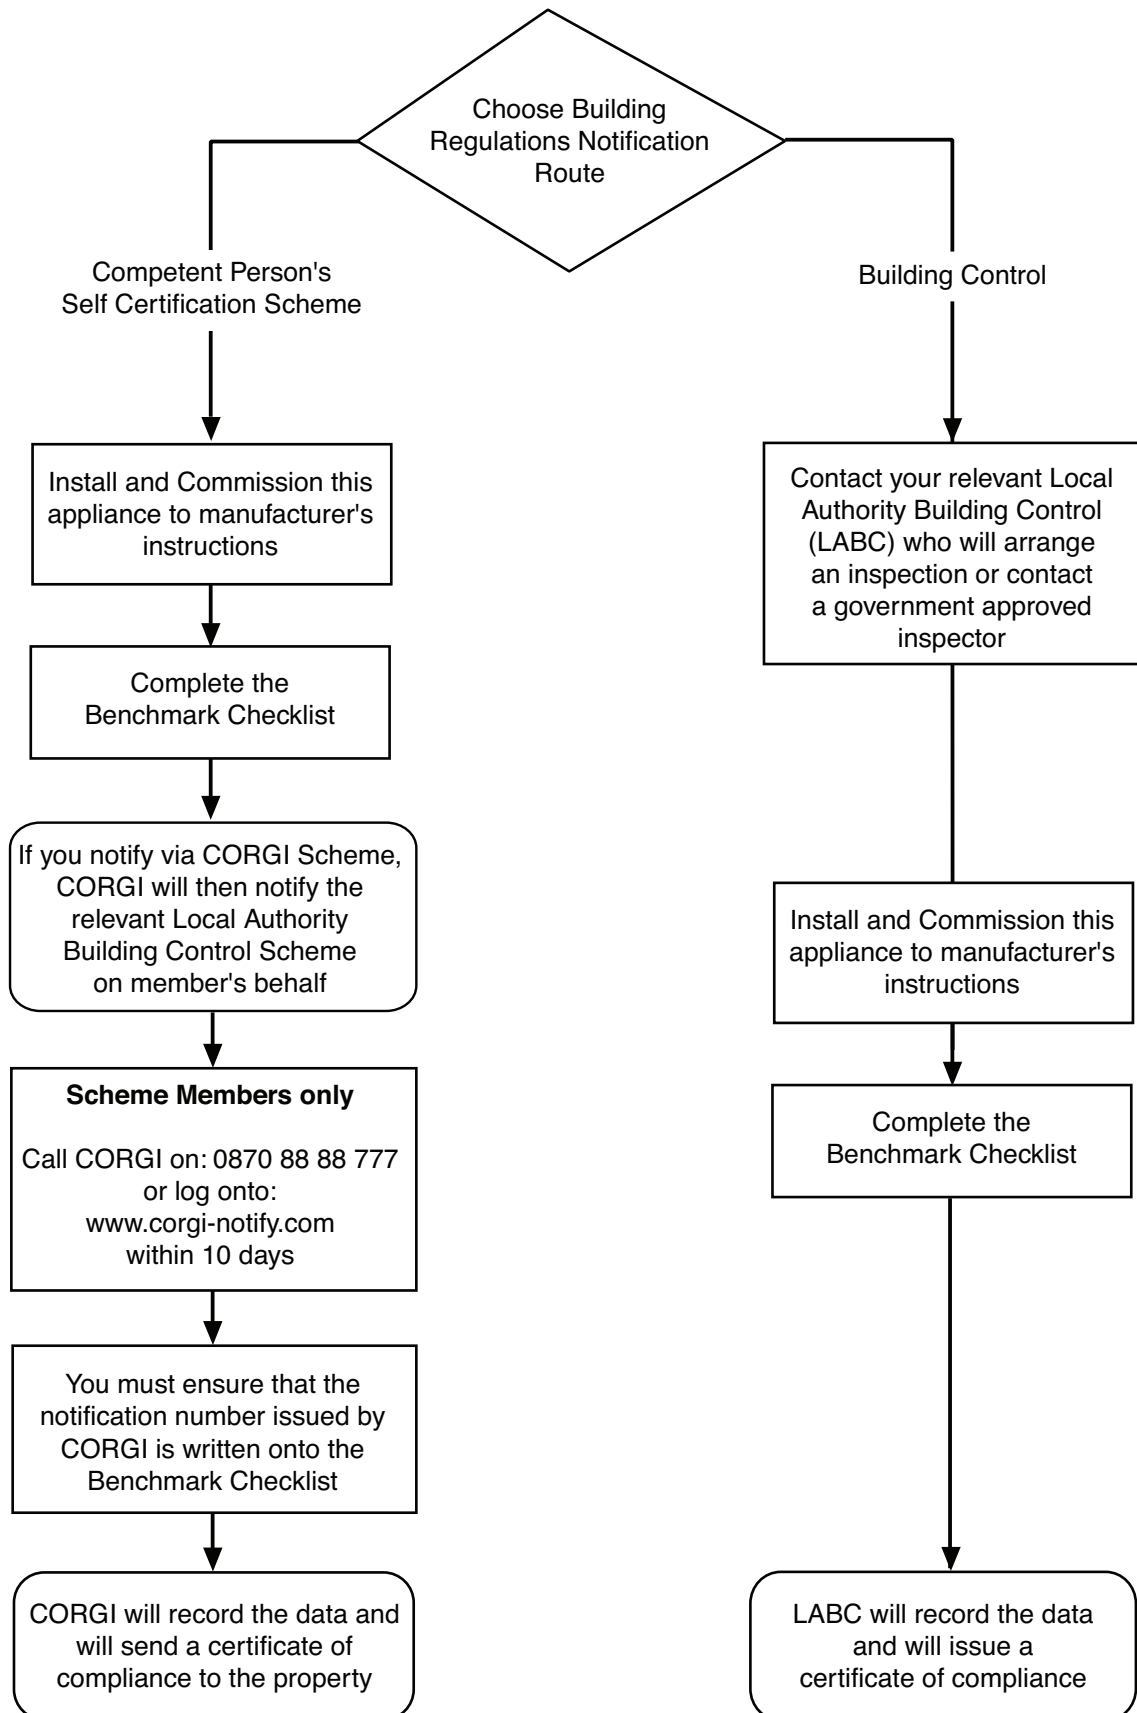 Choose Building
Regulations Notification
Route
Competent Person's
Self Certification Scheme
Building Control
Install and Commission this
appliance to manufacturer's
instructions
Complete the
Benchmark Checklist
If you notify via CORGI Scheme,
CORGI will then notify the
relevant Local Authority
Building Control Scheme
on member's behalf
Scheme Members only
Call CORGI on: 0870 88 88 777
or log onto:
www.corgi-notify.com
within 10 days
You must ensure that the
notification number issued by
CORGI is written onto the
Benchmark Checklist
CORGI will record the data and
will send a certificate of
compliance to the property
Contact your relevant Local
Authority Building Control
(LABC) who will arrange
an inspection or contact
a government approved
inspector
Install and Commission this
appliance to manufacturer's
instructions
Complete the
Benchmark Checklist
LABC will record the data
and will issue a
certificate of compliance